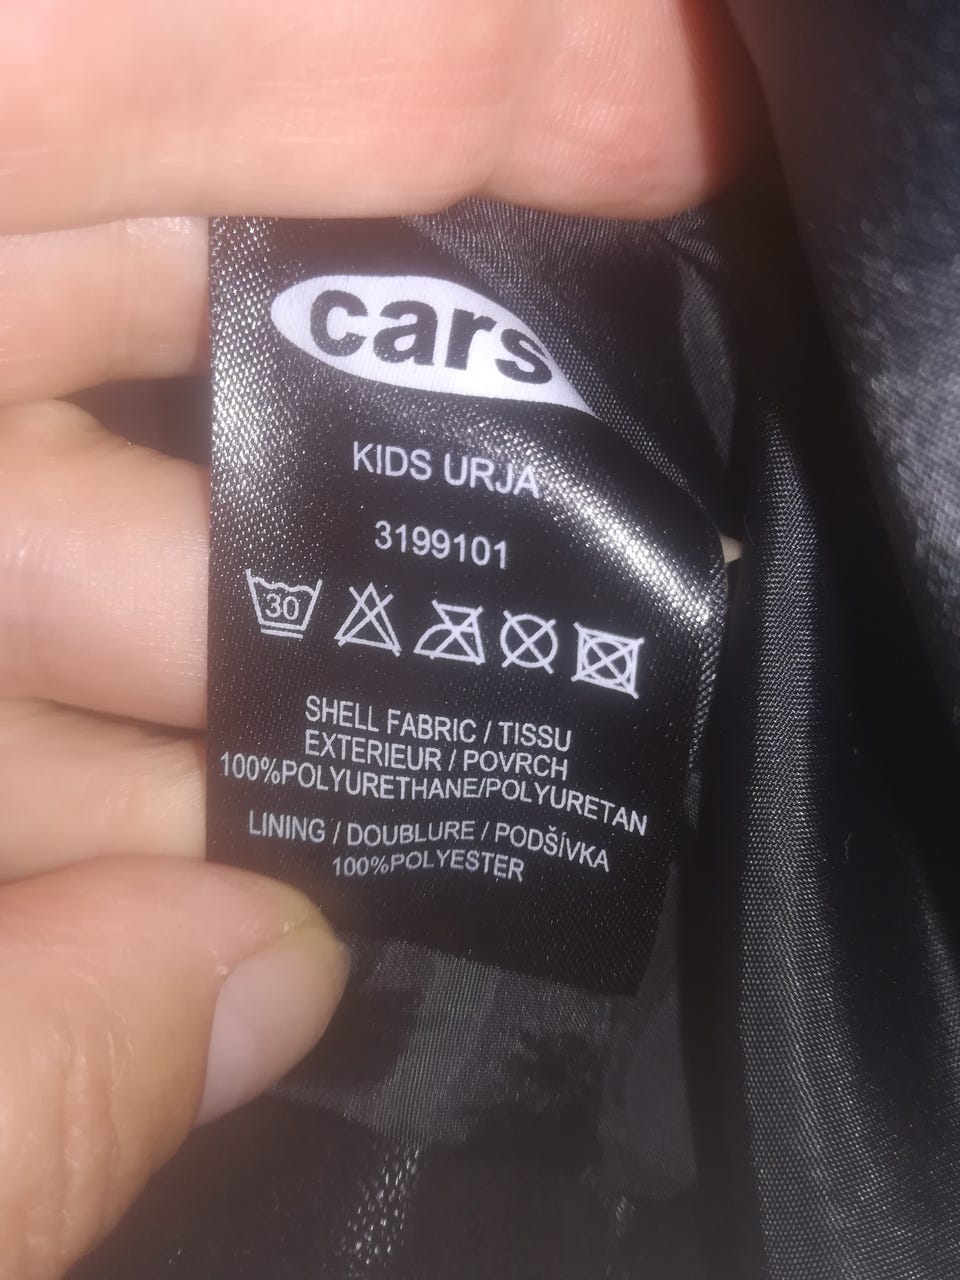 cars
KIDS URJA
3199101
30
SHELL FABRIC / TISSU
EXTERIEUR / POVRCH
100%POLYURETHANE/POLYURETAN
LINING / DOUBLURE / PODŠÍVKA
100%POLYESTER